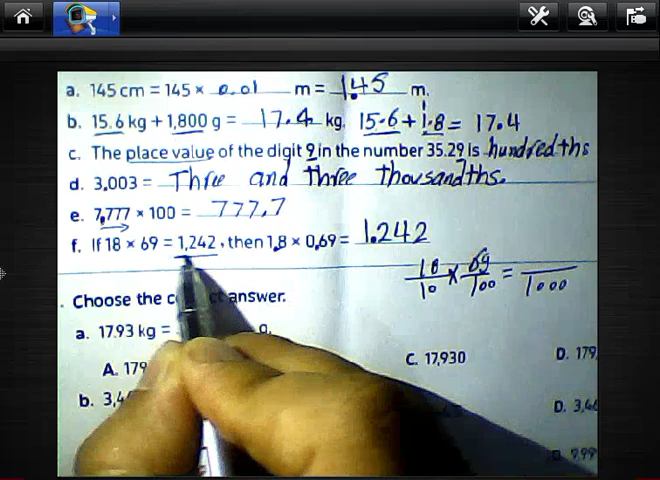 a. 145 cm = 145 × 0.01 m = 1.45 m.
b. 15.6 kg + 1,800 g = 17.4 kg. 15.6 + 1.8 = 17.4
c. The place value of the digit 9 in the number 35.29 is hundredths
d. 3.003 = Three and three thousandths.
e. 7.777 × 100 = 777.7
f. If 18 × 69 = 1,242, then 1.8 × 0.69 = 1.242
18/10 × 69/100 = /1000
Choose the answer.
a. 17.93 kg = g.
A. 179
C. 17,930
D. 179
b. 3,4
D. 3,46
D. 9.99